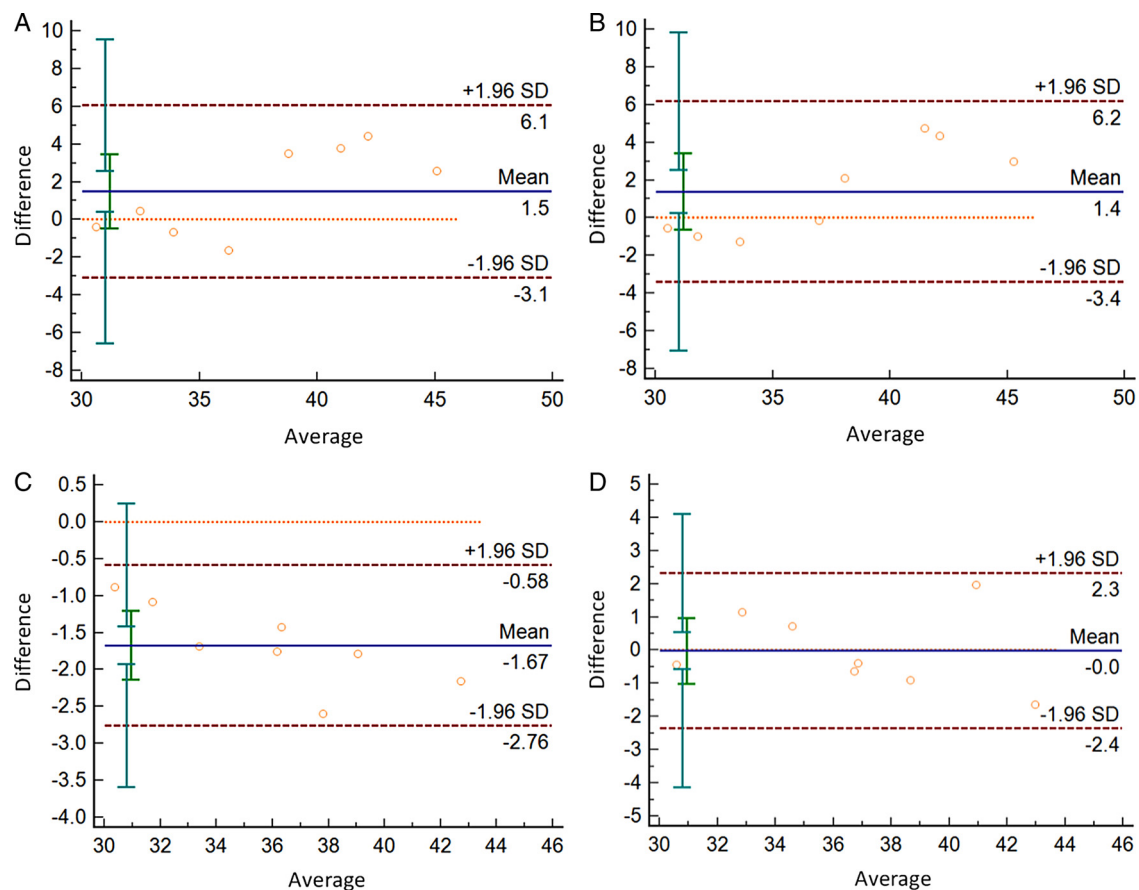 A
10
8
6
4
2
0
-2
-4
-6
-8
Difference
+1.96 SD
6.1
Mean
1.5
-1.96 SD
-3.1
30 35 40 45 50
Average
B
10
8
6
4
2
0
-2
-4
-6
-8
Difference
+1.96 SD
6.2
Mean
1.4
-1.96 SD
-3.4
30 35 40 45 50
Average
C
0.5
0.0
-0.5
-1.0
-1.5
-2.0
-2.5
-3.0
-3.5
-4.0
Difference
+1.96 SD
-0.58
Mean
-1.67
-1.96 SD
-2.76
30 32 34 36 38 40 42 44 46
Average
D
5
4
3
2
1
0
-1
-2
-3
-4
-5
Difference
+1.96 SD
2.3
Mean
-0.0
-1.96 SD
-2.4
30 32 34 36 38 40 42 44 46
Average